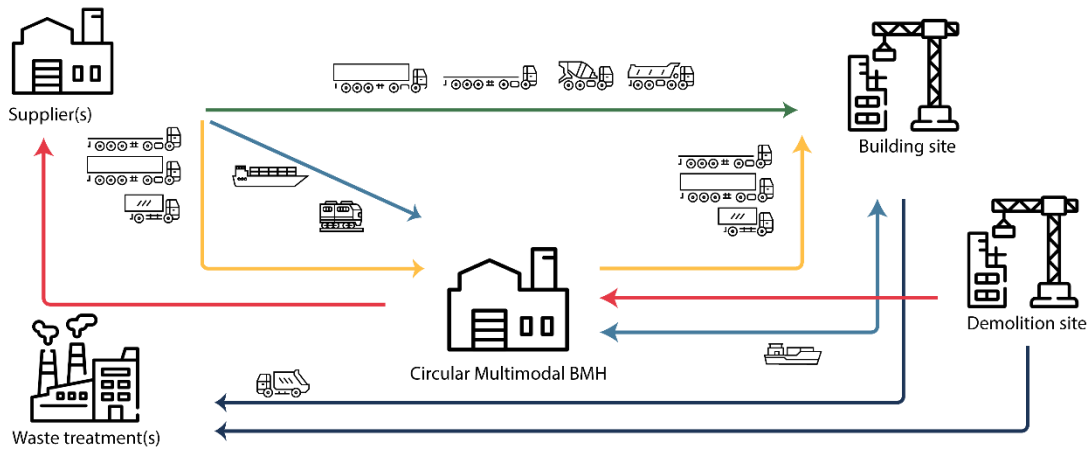 Supplier(s)
Building site
Demolition site
Circular Multimodal BMH
Waste treatment(s)